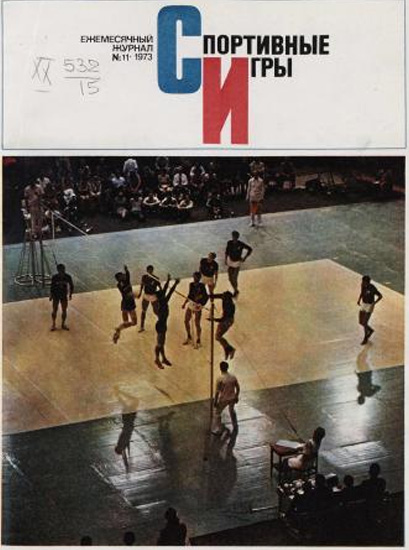 ЕЖЕМЕСЯЧНЫЙ
ЖУРНАЛ
№11·1973
СПОРТИВНЫЕ
ИГРЫ
XX 532
15